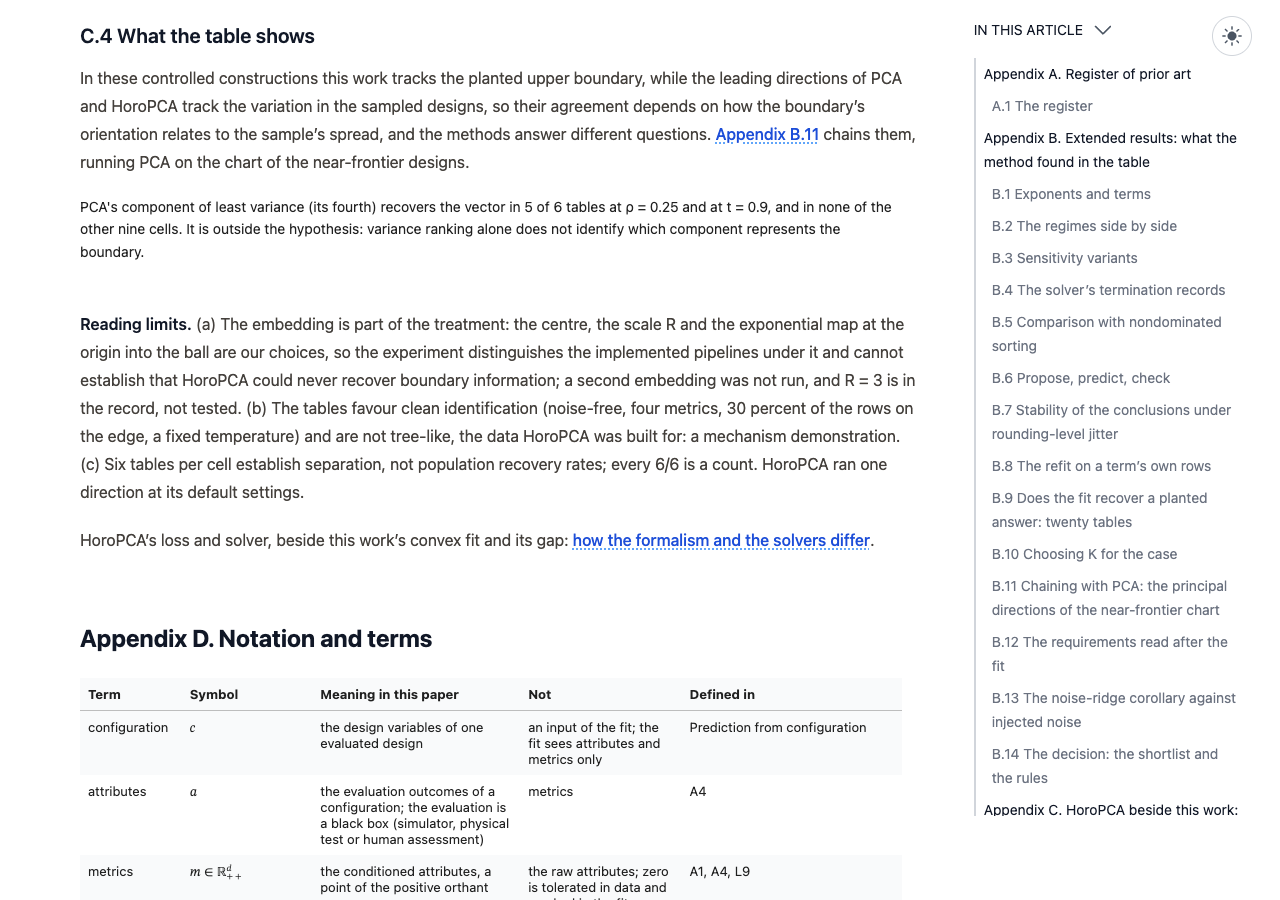 C.4 What the table shows
In these controlled constructions this work tracks the planted upper boundary, while the leading directions of PCA
and HoroPCA track the variation in the sampled designs, so their agreement depends on how the boundary’s
orientation relates to the sample’s spread, and the methods answer different questions. Appendix B.11 chains them,
running PCA on the chart of the near-frontier designs.
PCA's component of least variance (its fourth) recovers the vector in 5 of 6 tables at ρ = 0.25 and at t = 0.9, and in none of the
other nine cells. It is outside the hypothesis: variance ranking alone does not identify which component represents the
boundary.
Reading limits. (a) The embedding is part of the treatment: the centre, the scale R and the exponential map at the
origin into the ball are our choices, so the experiment distinguishes the implemented pipelines under it and cannot
establish that HoroPCA could never recover boundary information; a second embedding was not run, and R = 3 is in
the record, not tested. (b) The tables favour clean identification (noise-free, four metrics, 30 percent of the rows on
the edge, a fixed temperature) and are not tree-like, the data HoroPCA was built for: a mechanism demonstration.
(c) Six tables per cell establish separation, not population recovery rates; every 6/6 is a count. HoroPCA ran one
direction at its default settings.
HoroPCA’s loss and solver, beside this work’s convex fit and its gap: how the formalism and the solvers differ.
Appendix D. Notation and terms
Term Symbol Meaning in this paper Not Defined in
configuration c the design variables of one an input of the fit; the Prediction from configuration
evaluated design fit sees attributes and
metrics only
attributes a the evaluation outcomes of a metrics A4
configuration; the evaluation is
a black box (simulator, physical
test or human assessment)
metrics m ∈ ℝ^d_++ the conditioned attributes, a the raw attributes; zero A1, A4, L9
point of the positive orthant is tolerated in data and
IN THIS ARTICLE
Appendix A. Register of prior art
A.1 The register
Appendix B. Extended results: what the
method found in the table
B.1 Exponents and terms
B.2 The regimes side by side
B.3 Sensitivity variants
B.4 The solver’s termination records
B.5 Comparison with nondominated
sorting
B.6 Propose, predict, check
B.7 Stability of the conclusions under
rounding-level jitter
B.8 The refit on a term’s own rows
B.9 Does the fit recover a planted
answer: twenty tables
B.10 Choosing K for the case
B.11 Chaining with PCA: the principal
directions of the near-frontier chart
B.12 The requirements read after the
fit
B.13 The noise-ridge corollary against
injected noise
B.14 The decision: the shortlist and
the rules
Appendix C. HoroPCA beside this work: